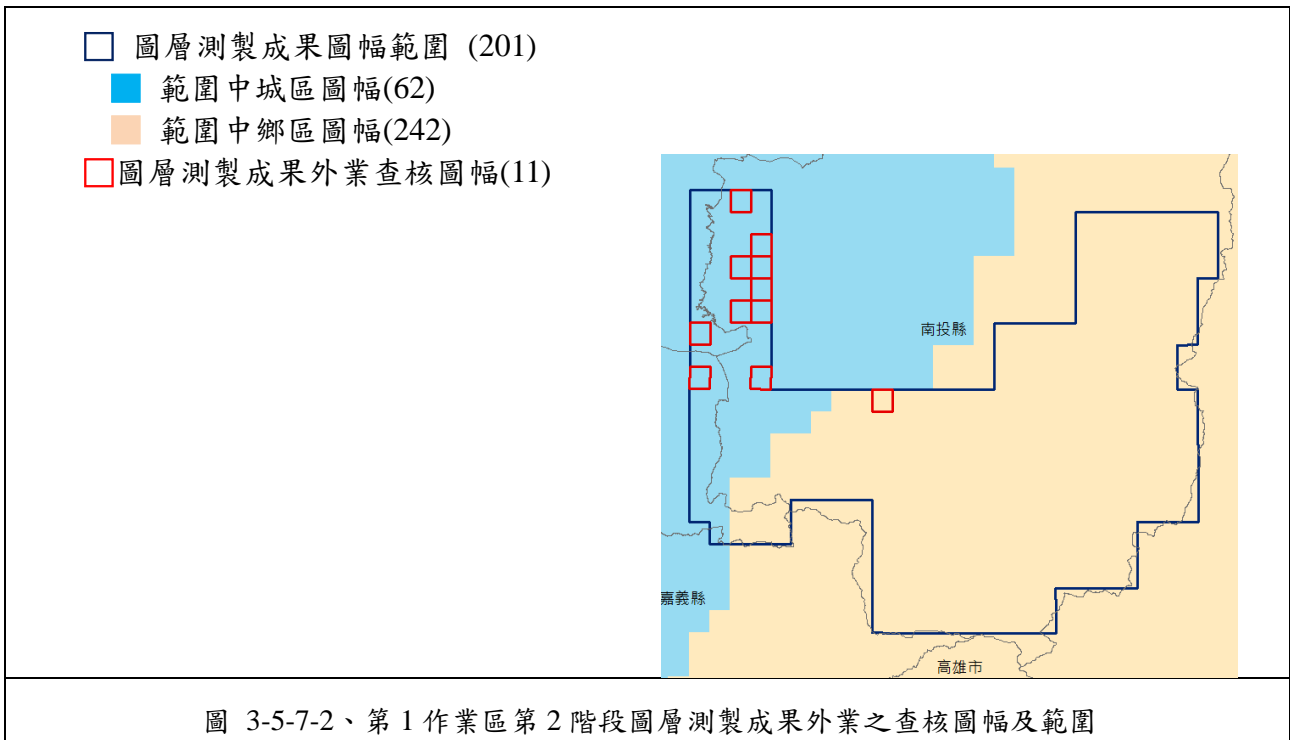 圖層測製成果圖幅範圍 (201)
範圍中城區圖幅(62)
範圍中鄉區圖幅(242)
圖層測製成果外業查核圖幅(11)
南投縣
嘉義縣
高雄市
圖 3-5-7-2、第 1 作業區第 2 階段圖層測製成果外業之查核圖幅及範圍